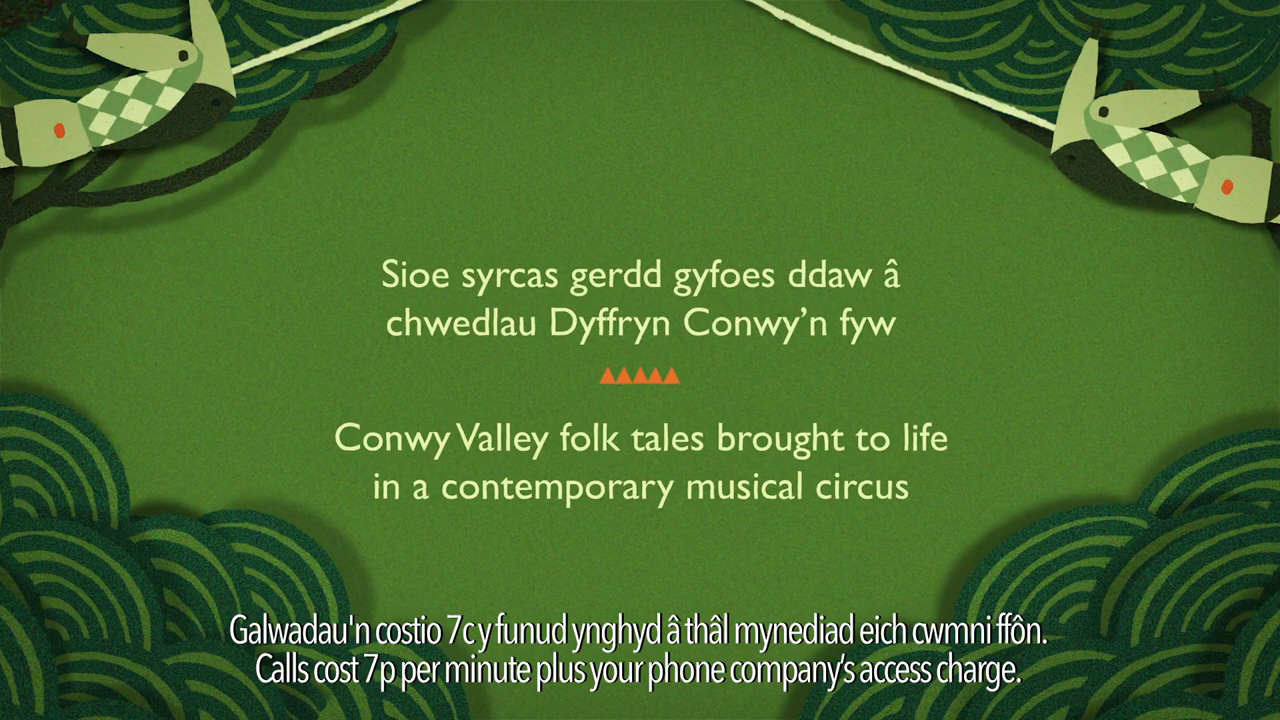 Sioe syrcas gerdd gyfoes ddaw â
chwedlau Dyffryn Conwy’n fyw
Conwy Valley folk tales brought to life
in a contemporary musical circus
Galwadau'n costio 7c y funud ynghyd â thâl mynediad eich cwmni ffôn.
Calls cost 7p per minute plus your phone company’s access charge.